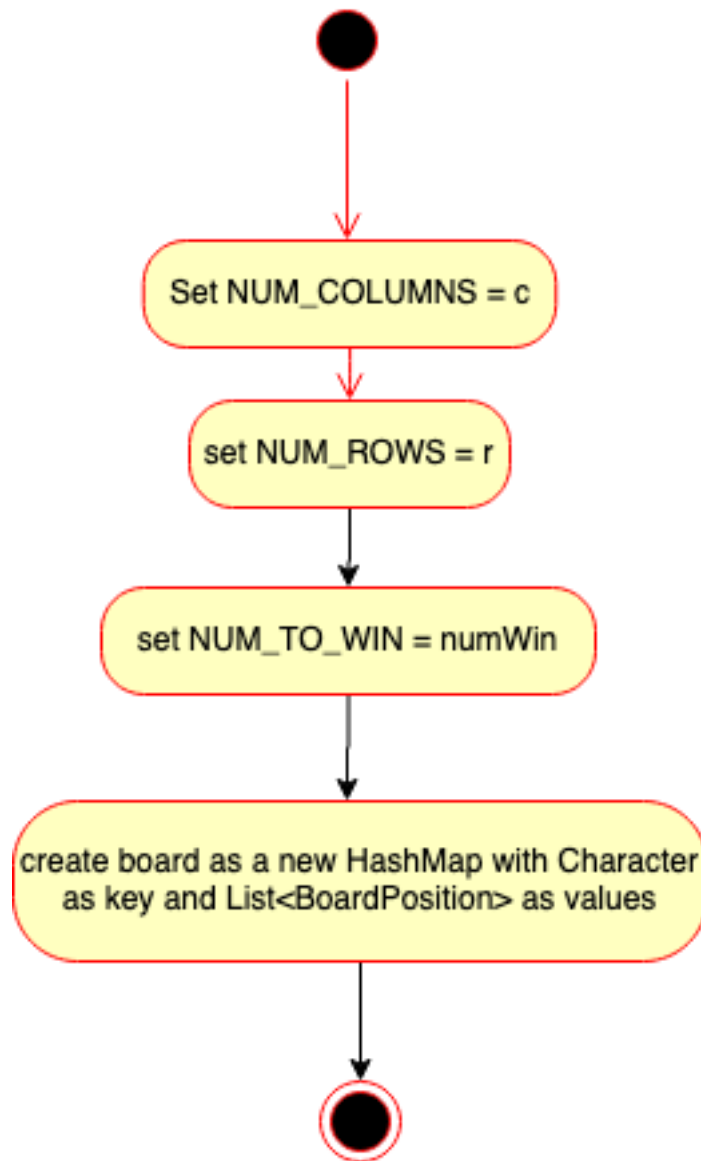 Set NUM_COLUMNS = c
set NUM_ROWS = r
set NUM_TO_WIN = numWin
create board as a new HashMap with Character
as key and List<BoardPosition> as values